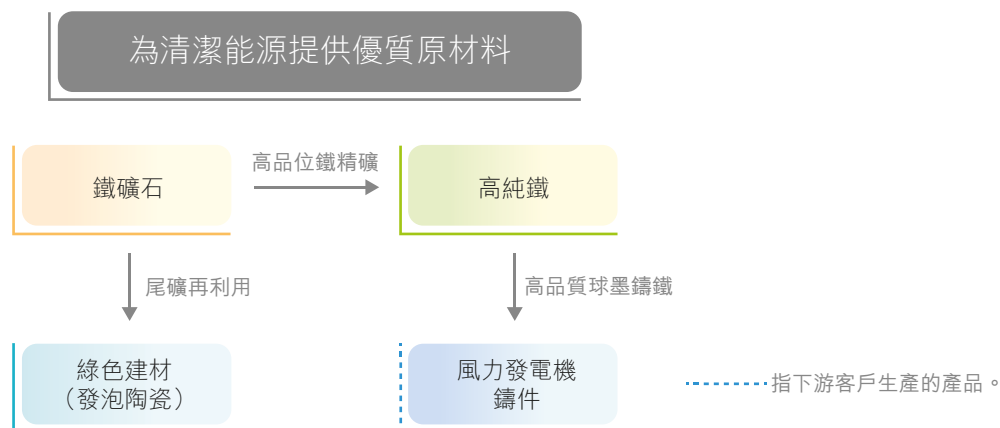 為清潔能源提供優質原材料
鐵礦石
高品位鐵精礦
高純鐵
尾礦再利用
高品質球墨鑄鐵
綠色建材
（發泡陶瓷）
風力發電機
鑄件
指下游客戶生產的產品。